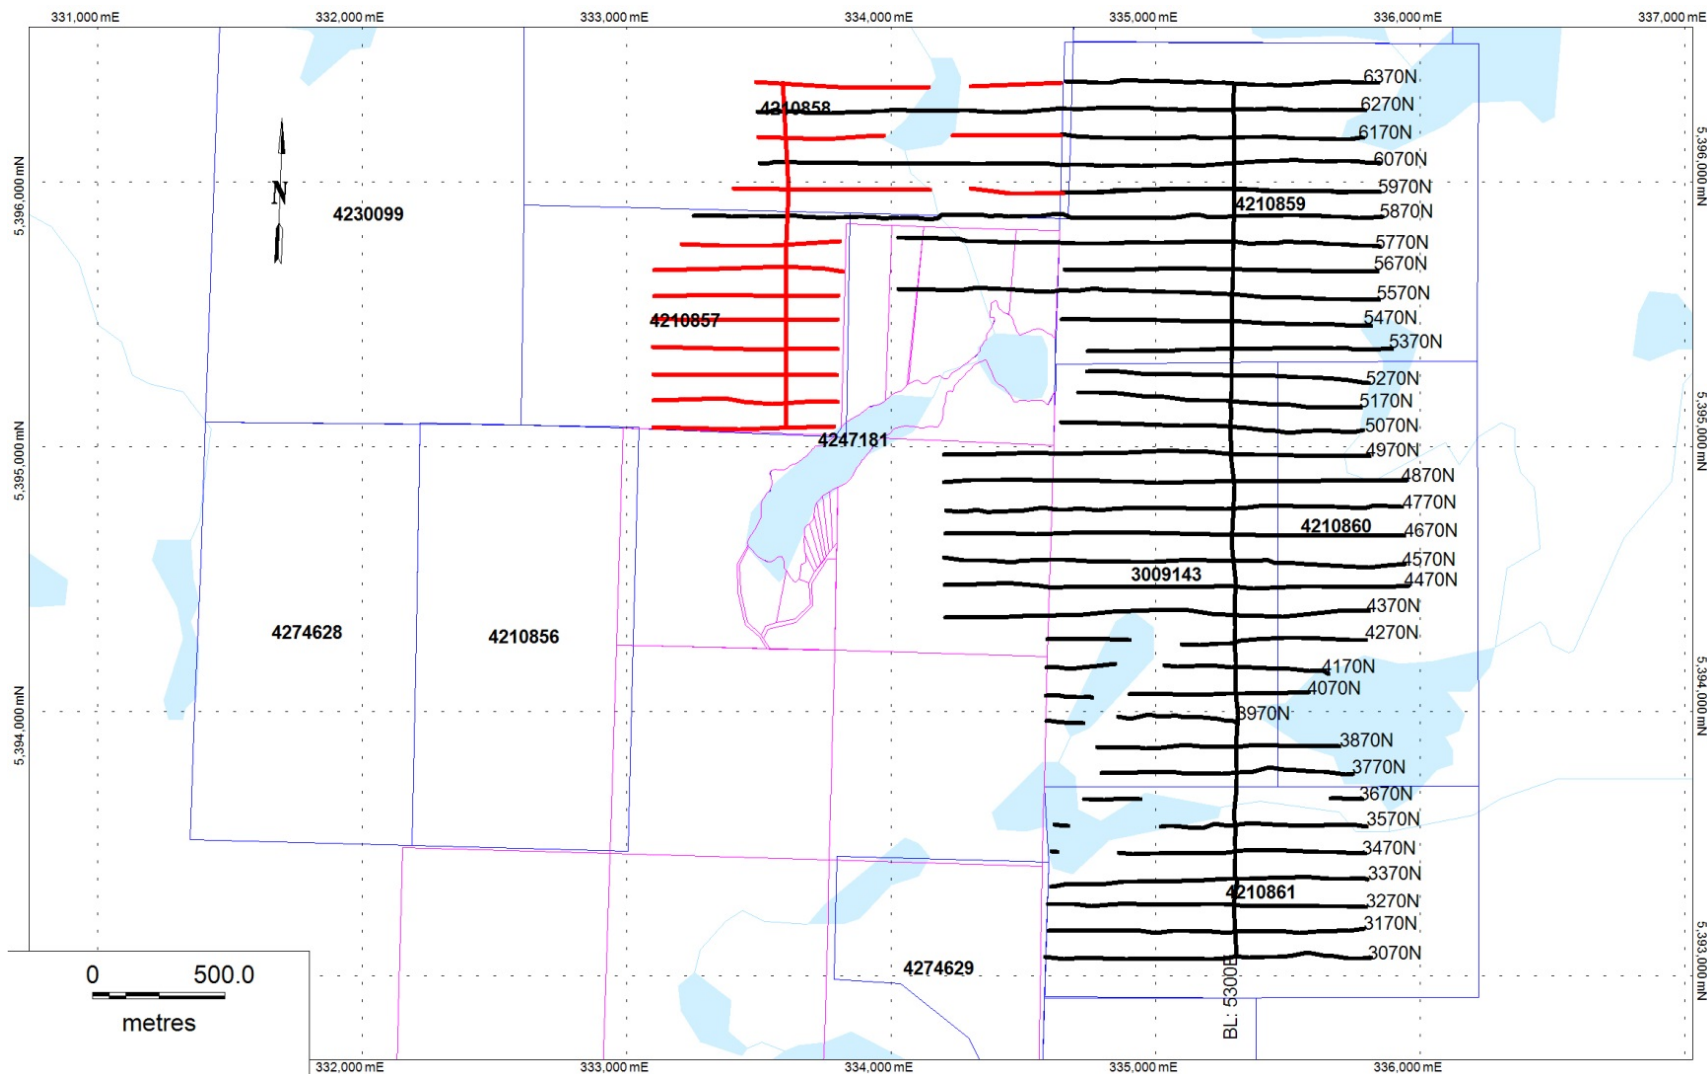 331,000 mE 332,000 mE 333,000 mE 334,000 mE 335,000 mE 336,000 mE 337,000 mE
6370N
4210858
6270N
6170N
6070N
5,396,000 mN
5,396,000 mN
N
5970N
4230099
4210859
5870N
5770N
5670N
5570N
4210857
5470N
5370N
5270N
5170N
5070N
5,395,000 mN
5,395,000 mN
4247181
4970N
4870N
4770N
4210860
4670N
4570N
3009143
4470N
4370N
4274628
4210856
4270N
4170N
4070N
5,394,000 mN
5,394,000 mN
3970N
3870N
3770N
3670N
3570N
3470N
3370N
4210861
3270N
3170N
3070N
5,393,000 mN
4274629
0 500.0
metres
BL: 5300E
332,000 mE 333,000 mE 334,000 mE 335,000 mE 336,000 mE